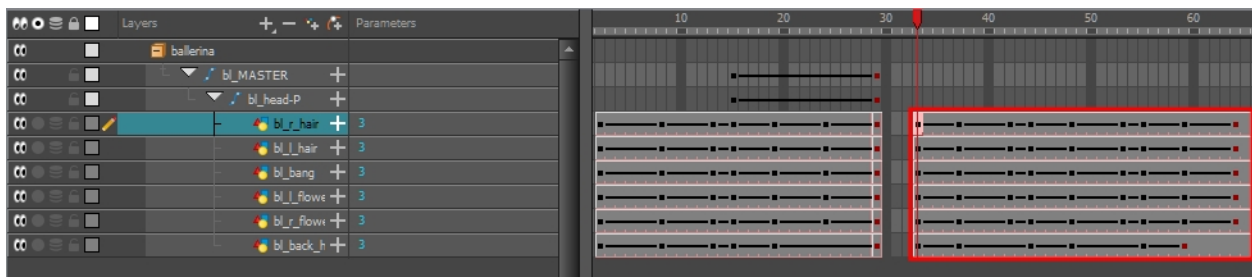 Layers Parameters 10 20 30 40 50 60
ballerina
bl_MASTER
bl_head-P
bl_r_hair 3
bl_l_hair 3
bl_bang 3
bl_l_flowe 3
bl_r_flowe 3
bl_back_h 3